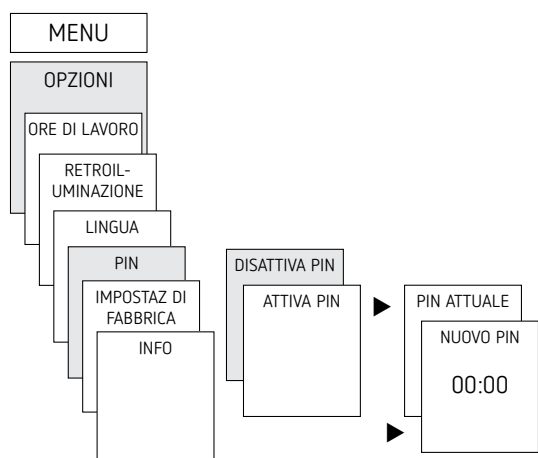 MENU
OPZIONI
ORE DI LAVORO
RETROIL-
UMINAZIONE
LINGUA
PIN
IMPOSTAZ DI
FABBRICA
INFO
DISATTIVA PIN
ATTIVA PIN
PIN ATTUALE
NUOVO PIN
00:00